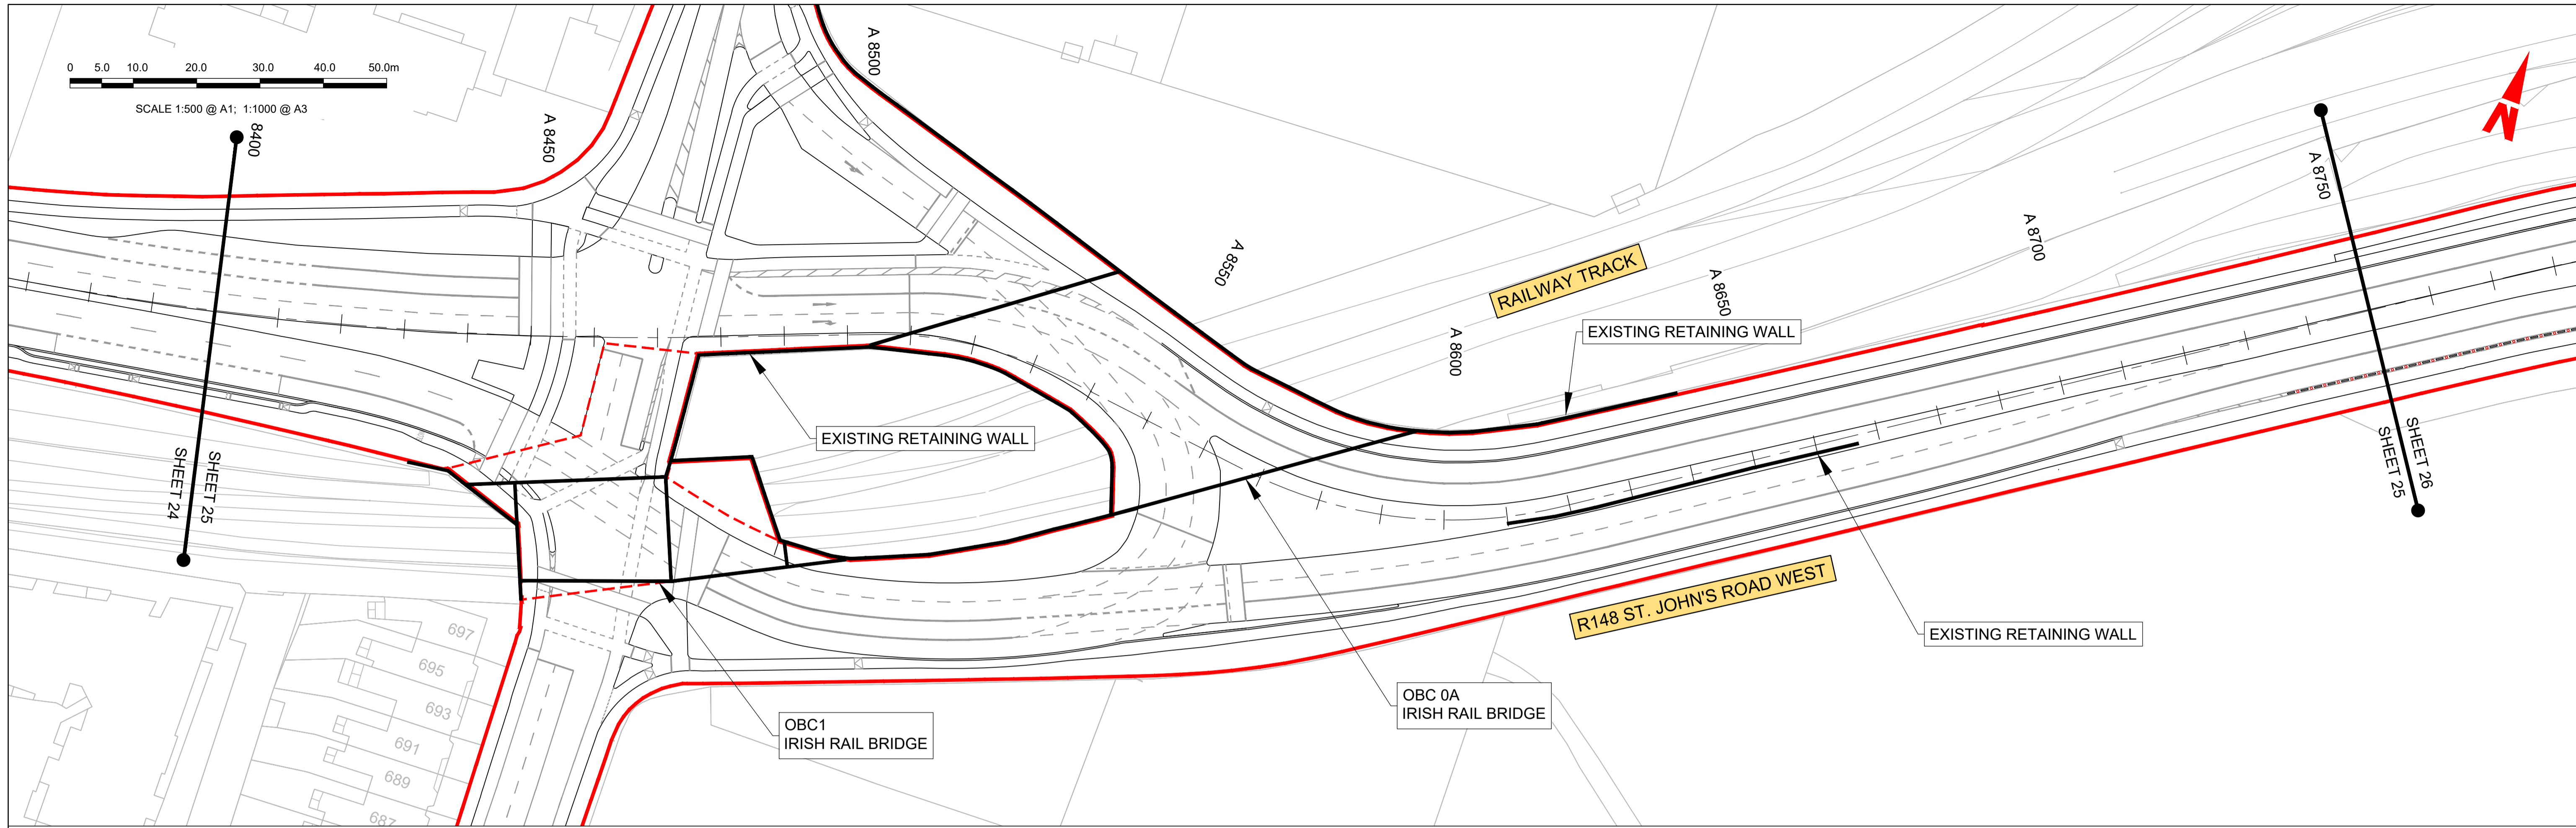 0 5.0 10.0 20.0 30.0 40.0 50.0m
SCALE 1:500 @ A1; 1:1000 @ A3
8400
A 8450
A 8500
A 8550
A 8600
A 8650
A 8700
A 8750
N
RAILWAY TRACK
EXISTING RETAINING WALL
EXISTING RETAINING WALL
SHEET 24
SHEET 25
SHEET 26
SHEET 25
R148 ST. JOHN'S ROAD WEST
EXISTING RETAINING WALL
OBC 0A
IRISH RAIL BRIDGE
OBC1
IRISH RAIL BRIDGE
697
695
693
691
689
687